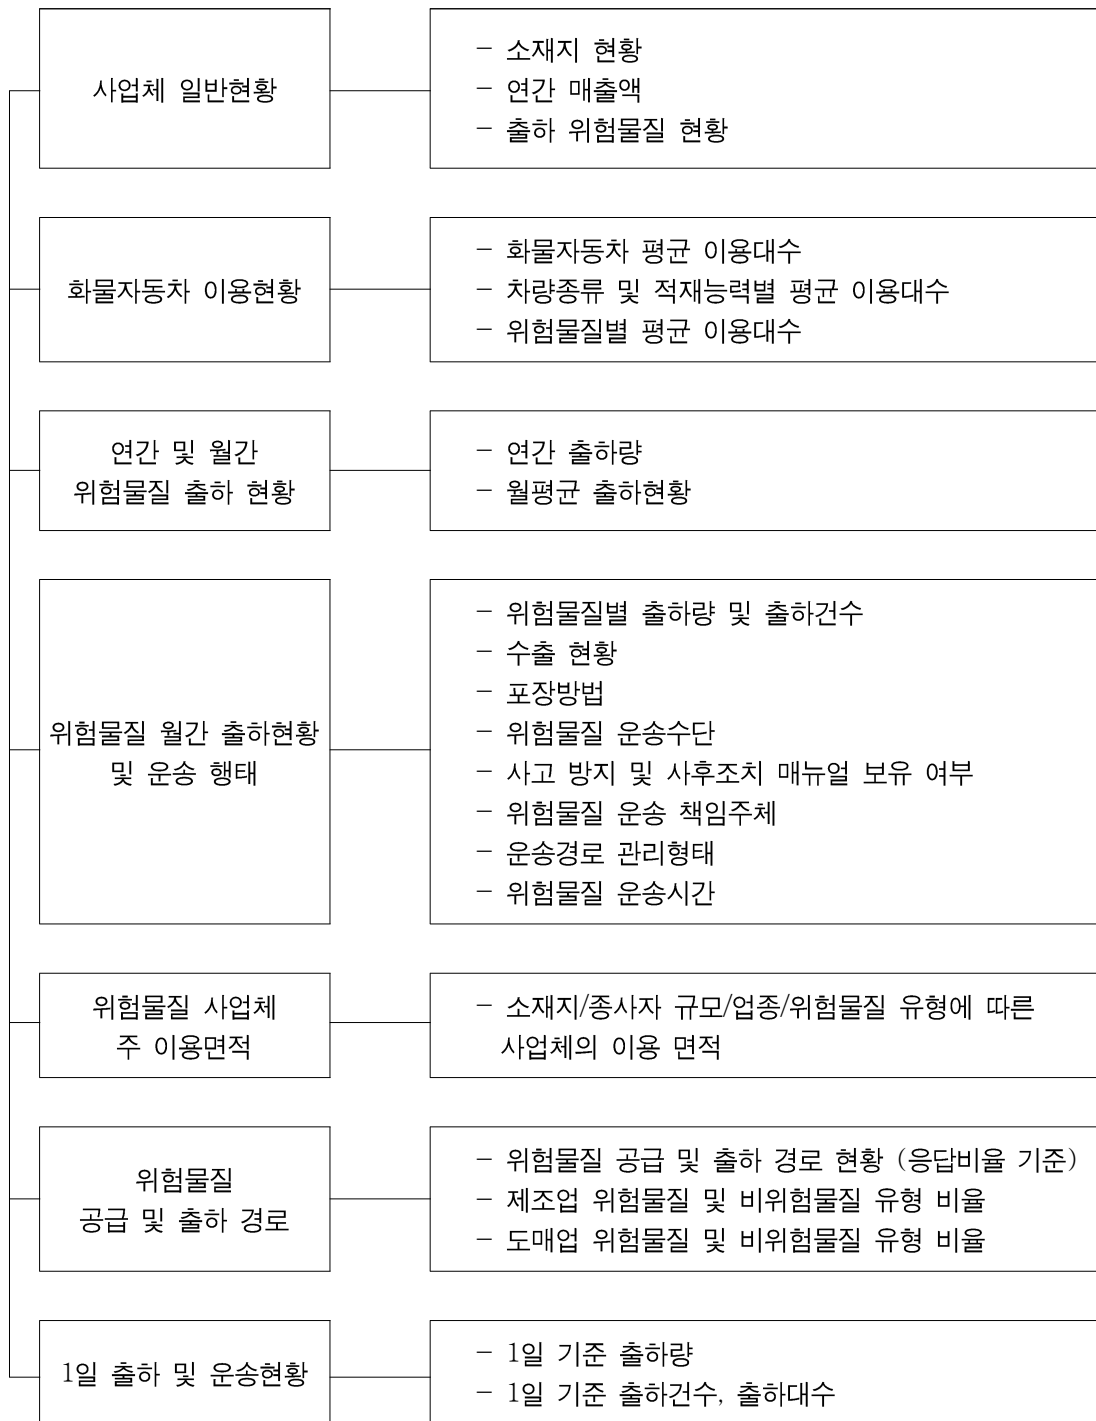 사업체 일반현황
- 소재지 현황
- 연간 매출액
- 출하 위험물질 현황
화물자동차 이용현황
- 화물자동차 평균 이용대수
- 차량종류 및 적재능력별 평균 이용대수
- 위험물질별 평균 이용대수
연간 및 월간
위험물질 출하 현황
- 연간 출하량
- 월평균 출하현황
위험물질 월간 출하현황
및 운송 행태
- 위험물질별 출하량 및 출하건수
- 수출 현황
- 포장방법
- 위험물질 운송수단
- 사고 방지 및 사후조치 매뉴얼 보유 여부
- 위험물질 운송 책임주체
- 운송경로 관리형태
- 위험물질 운송시간
위험물질 사업체
주 이용면적
- 소재지/종사자 규모/업종/위험물질 유형에 따른
사업체의 이용 면적
위험물질
공급 및 출하 경로
- 위험물질 공급 및 출하 경로 현황 (응답비율 기준)
- 제조업 위험물질 및 비위험물질 유형 비율
- 도매업 위험물질 및 비위험물질 유형 비율
1일 출하 및 운송현황
- 1일 기준 출하량
- 1일 기준 출하건수, 출하대수